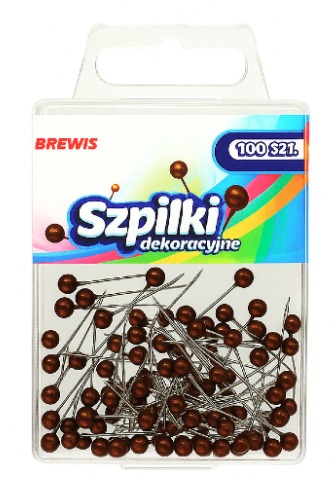 BREWIS
100 SZT.
Szpilki
dekoracyjne